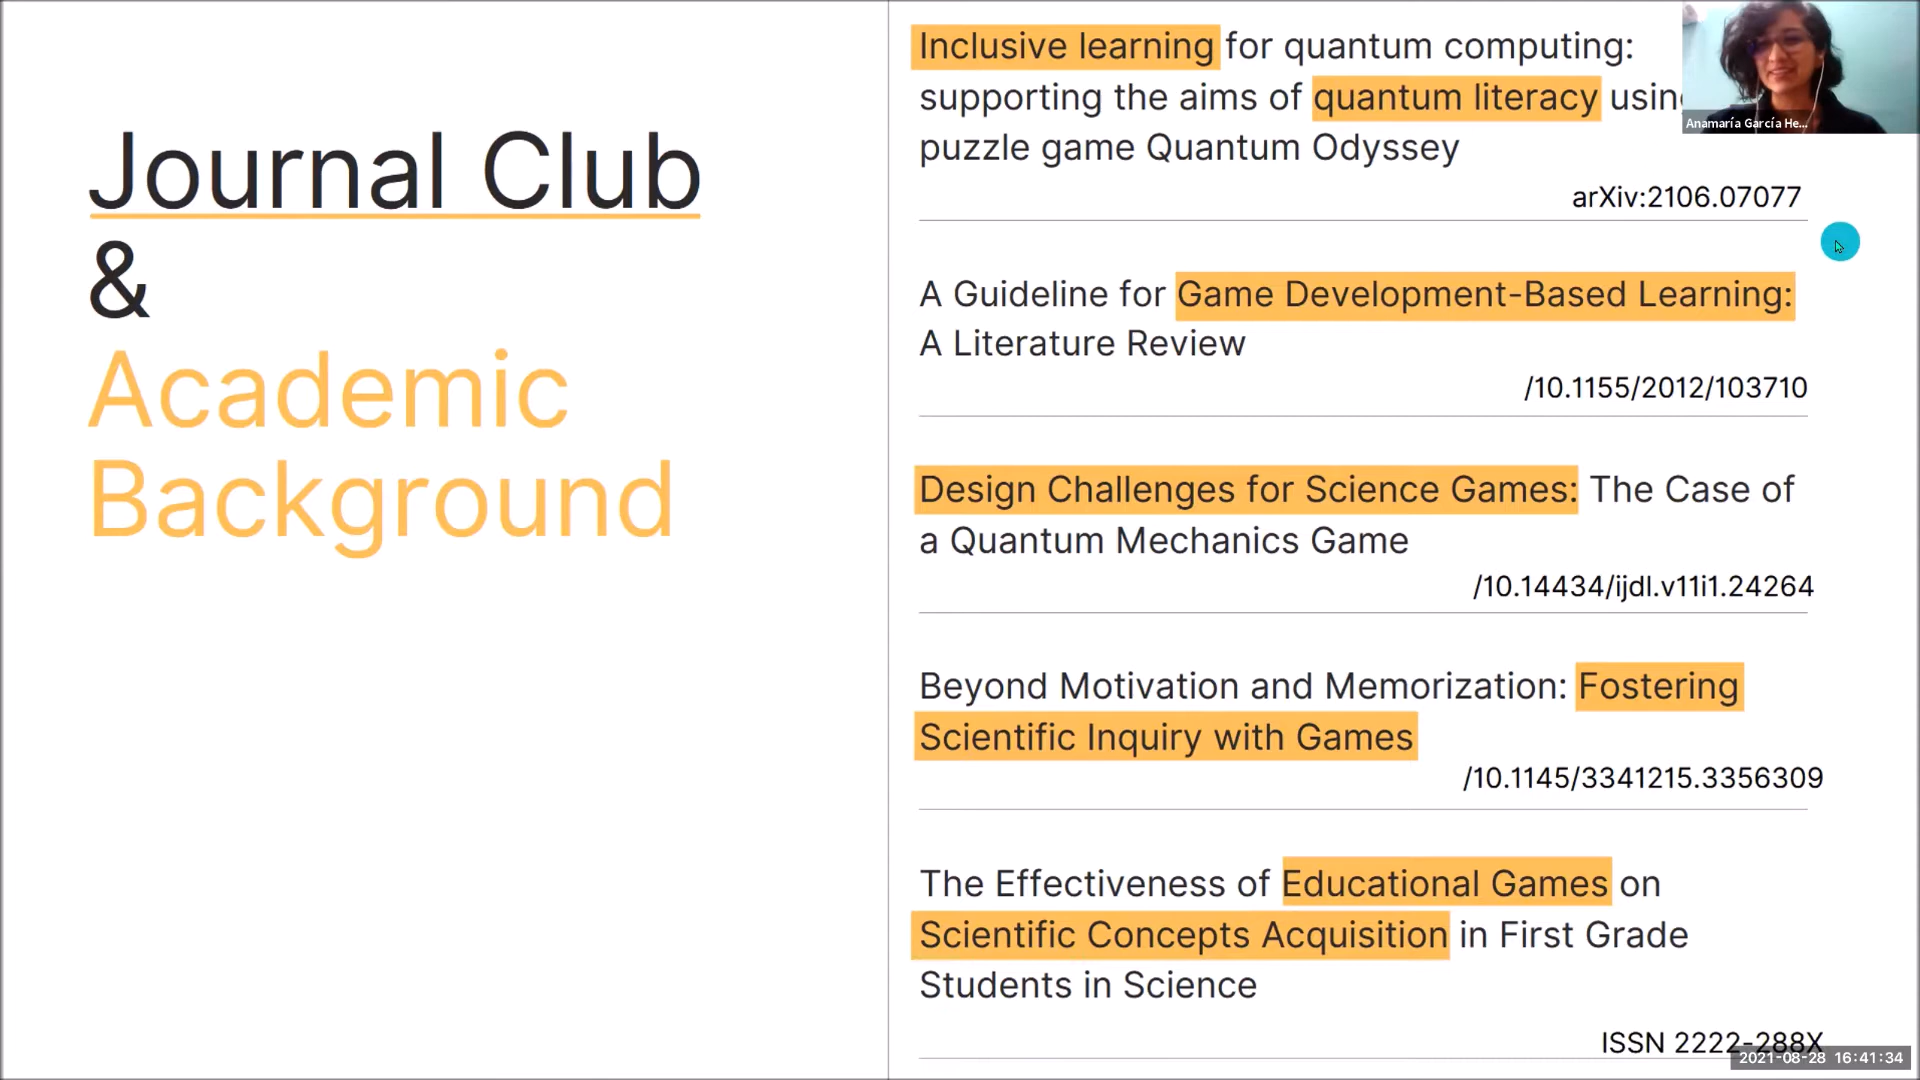 Journal Club
&
Academic
Background
Inclusive learning for quantum computing:
supporting the aims of quantum literacy using
puzzle game Quantum Odyssey
arXiv:2106.07077
A Guideline for Game Development-Based Learning:
A Literature Review
/10.1155/2012/103710
Design Challenges for Science Games: The Case of
a Quantum Mechanics Game
/10.14434/ijdl.v11i1.24264
Beyond Motivation and Memorization: Fostering
Scientific Inquiry with Games
/10.1145/3341215.3356309
The Effectiveness of Educational Games on
Scientific Concepts Acquisition in First Grade
Students in Science
ISSN 2222-288X
Anamaría García He...
2021-08-28 16:41:34